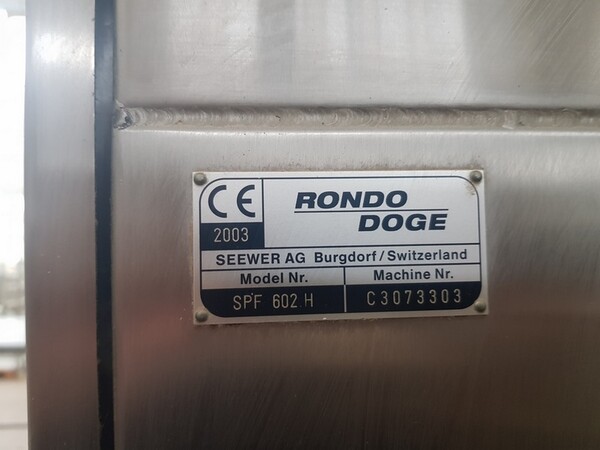 CE
2003
RONDO
DOGE
SEEWER AG Burgdorf/Switzerland
Model Nr. Machine Nr.
SPF 602 H C3073303